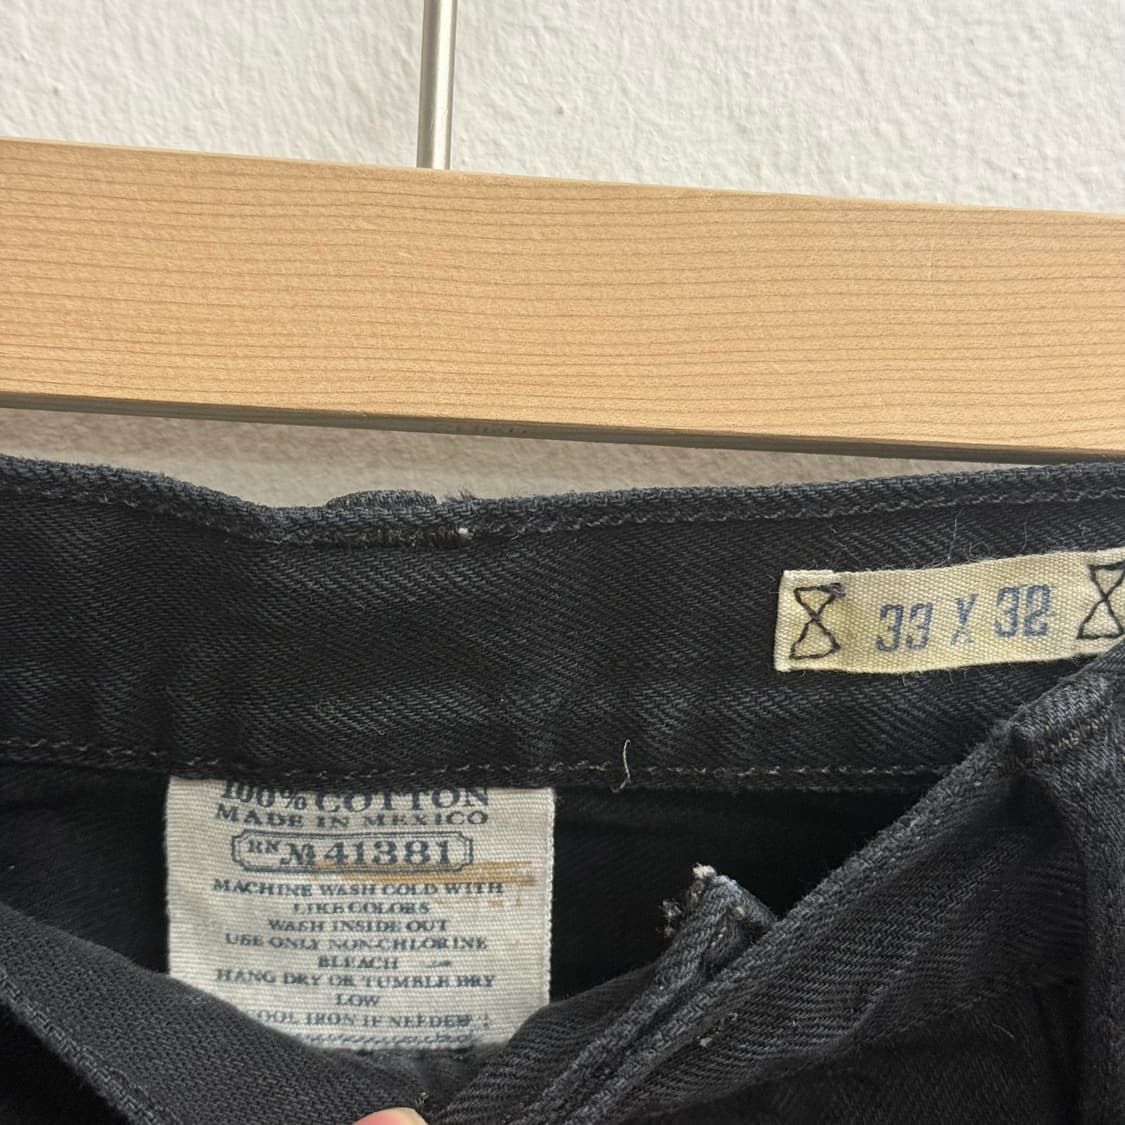 33 X 32
100% COTTON
MADE IN MEXICO
RN № 41381
MACHINE WASH COLD WITH
LIKE COLORS
WASH INSIDE OUT
USE ONLY NON-CHLORINE
BLEACH
HANG DRY OR TUMBLE DRY
LOW
COOL IRON IF NEEDED